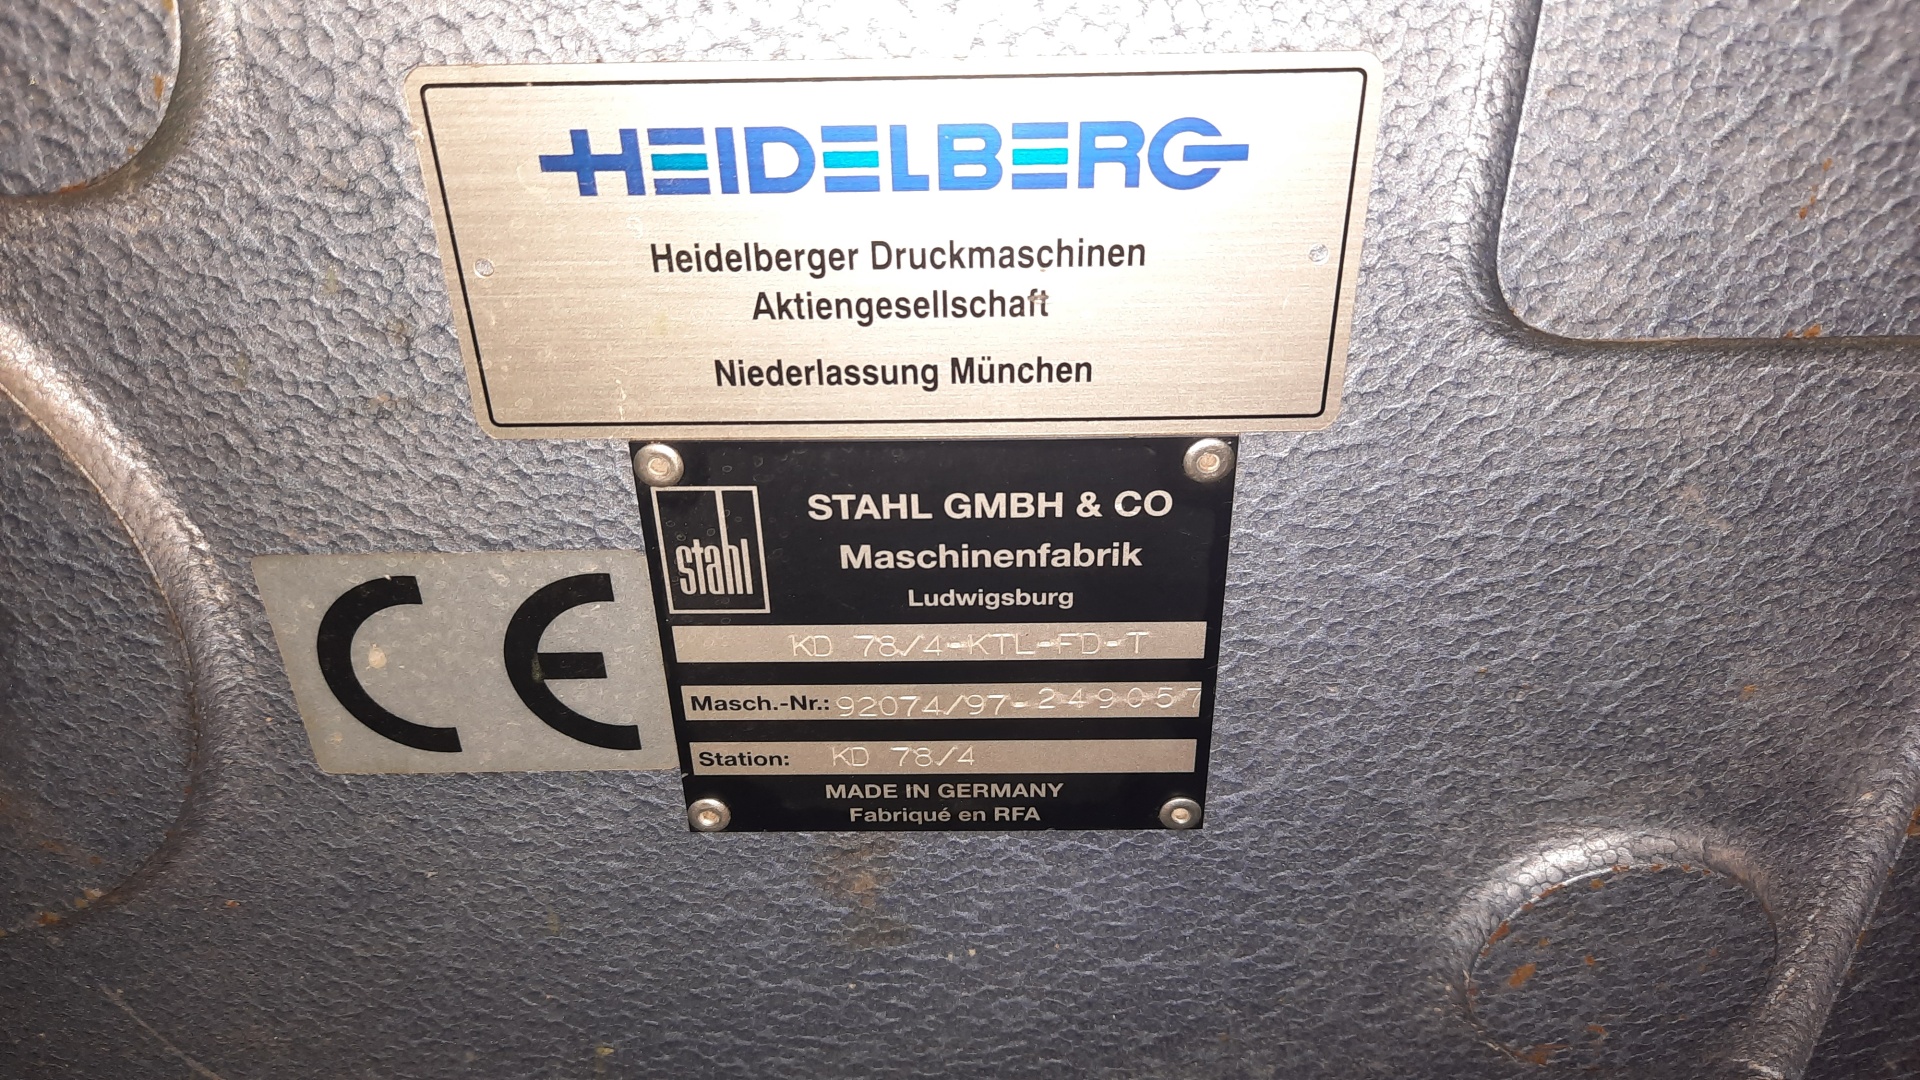 HEIDELBERG
Heidelberger Druckmaschinen
Aktiengesellschaft
Niederlassung München
stahl
STAHL GMBH & CO
Maschinenfabrik
Ludwigsburg
KD 78/4-KTL-FD-T
Masch.-Nr.: 92074/97-249057
Station: KD 78/4
MADE IN GERMANY
Fabriqué en RFA
CE